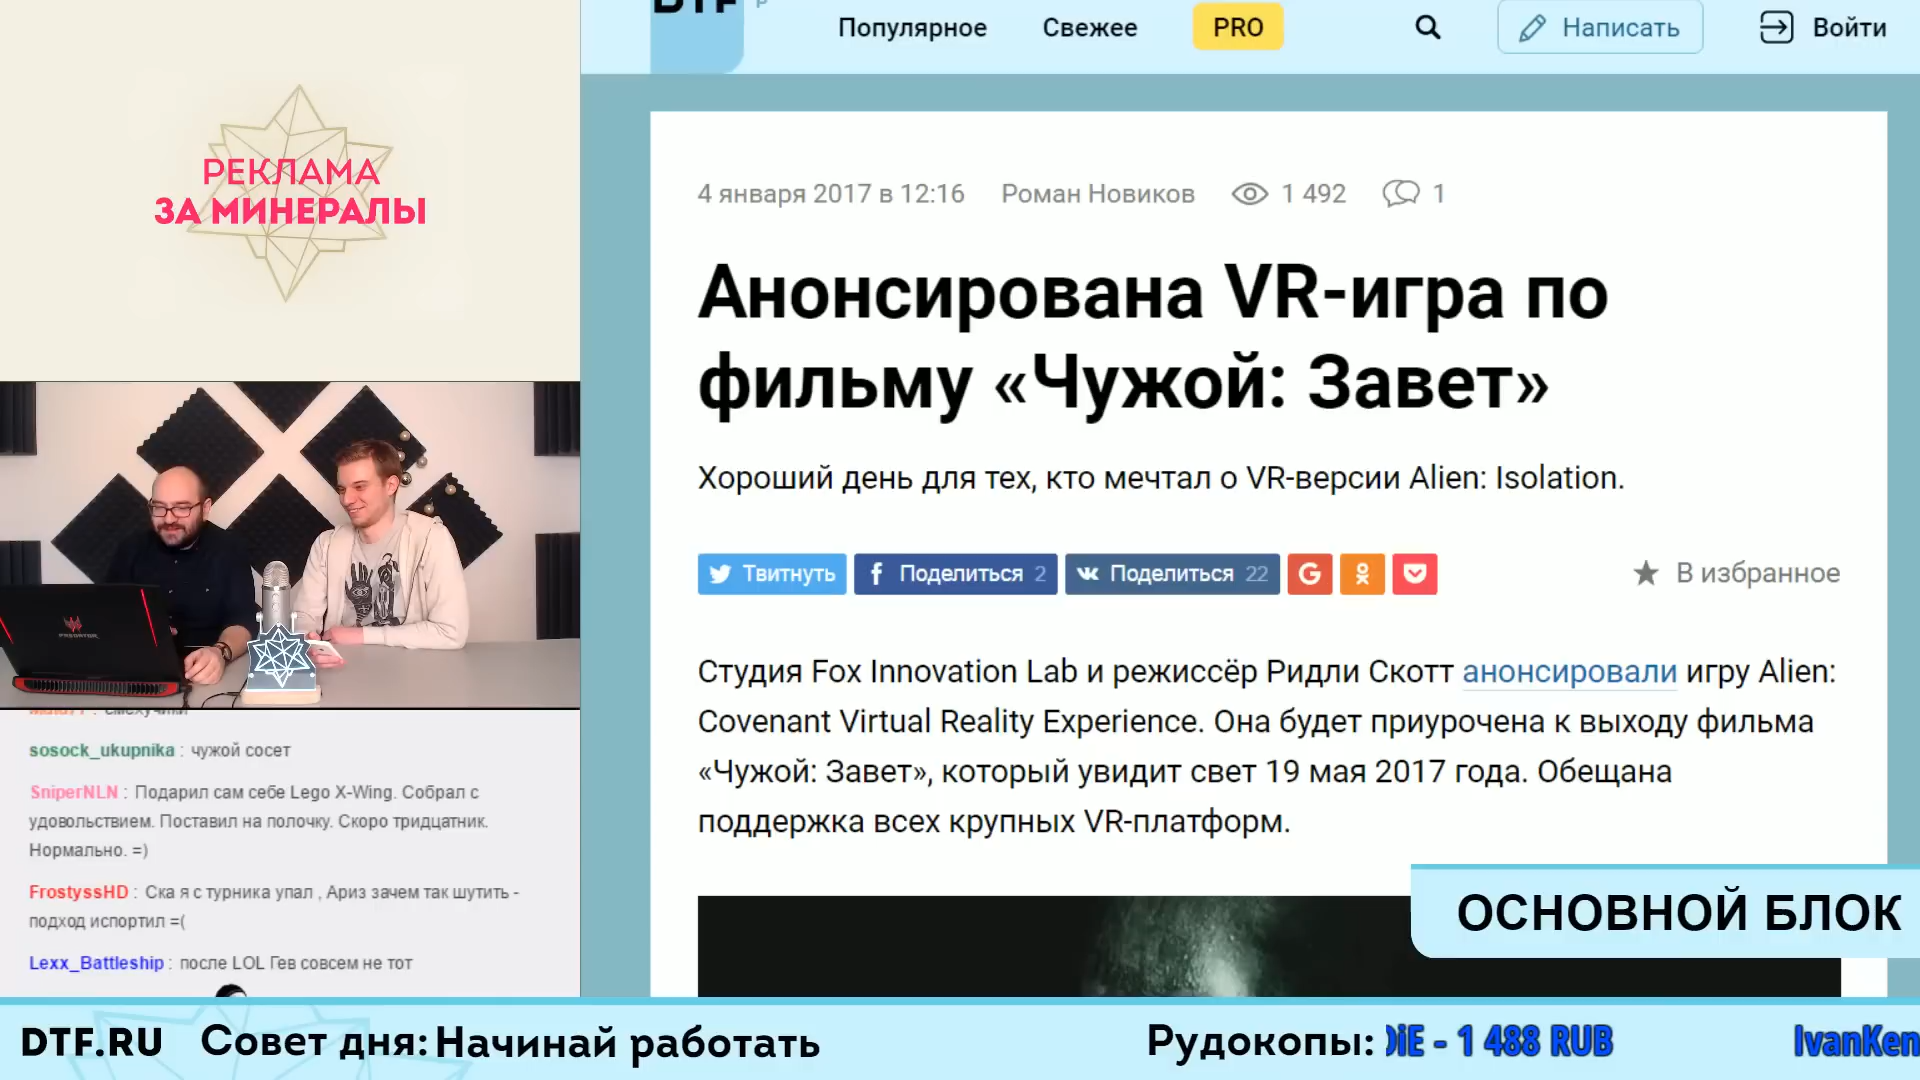 DTF
Популярное
Свежее
PRO
Написать
Войти
РЕКЛАМА
ЗА МИНЕРАЛЫ
4 января 2017 в 12:16 Роман Новиков 1 492 1
Анонсирована VR-игра по
фильму «Чужой: Завет»
Хороший день для тех, кто мечтал о VR-версии Alien: Isolation.
Твитнуть
Поделиться 2
Поделиться 22
В избранное
Студия Fox Innovation Lab и режиссёр Ридли Скотт анонсировали игру Alien:
Covenant Virtual Reality Experience. Она будет приурочена к выходу фильма
«Чужой: Завет», который увидит свет 19 мая 2017 года. Обещана
поддержка всех крупных VR-платформ.
ОСНОВНОЙ БЛОК
PREDATOR
sosock_ukupnika : чужой сосет
SniperNLN : Подарил сам себе Lego X-Wing. Собрал с
удовольствием. Поставил на полочку. Скоро тридцатник.
Нормально. =)
FrostyssHD : Ска я с турника упал , Ариз зачем так шутить -
подход испортил =(
Lexx_Battleship : после LOL Гев совсем не тот
DTF.RU Совет дня: Начинай работать
Рудокопы: DiE - 1 488 RUB IvanKen